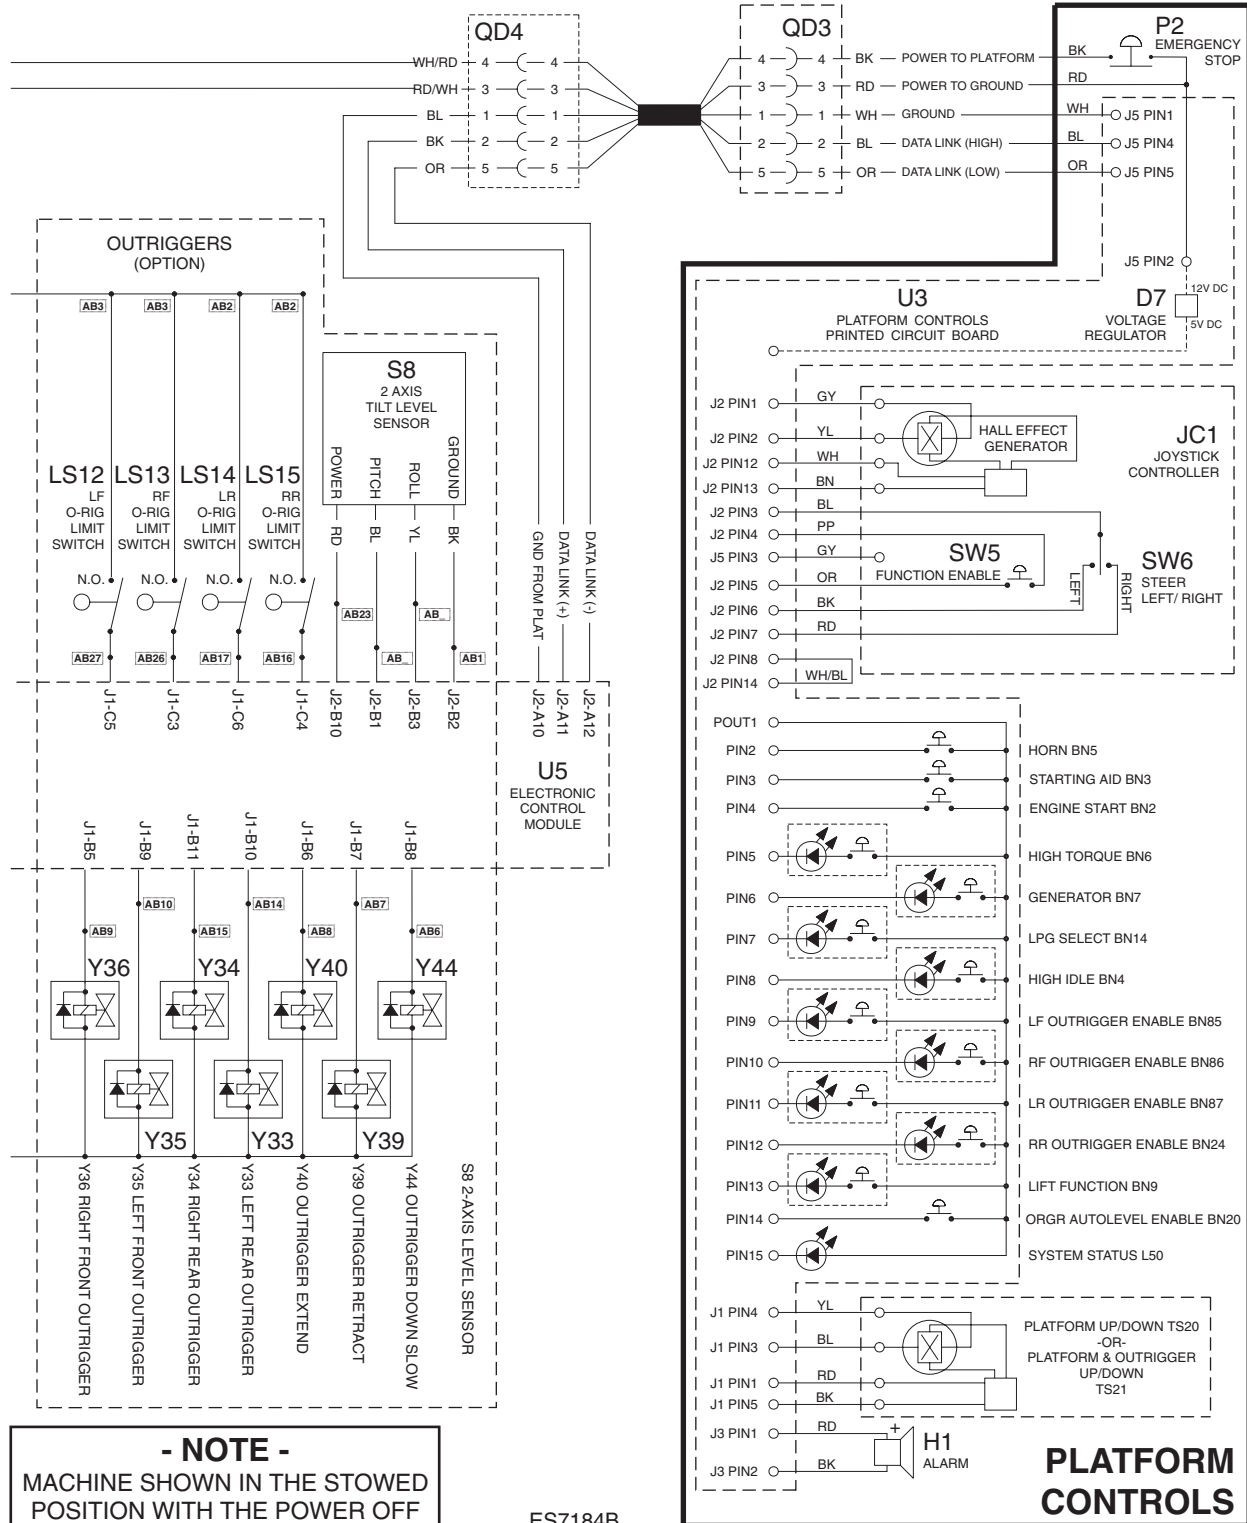 QD4
QD3
P2
EMERGENCY
STOP
WH/RD 4 4
RD/WH 3 3
BL 1 1
BK 2 2
OR 5 5
4 4 BK POWER TO PLATFORM BK
3 3 RD POWER TO GROUND RD
1 1 WH GROUND WH J5 PIN1
2 2 BL DATA LINK (HIGH) BL J5 PIN4
5 5 OR DATA LINK (LOW) OR J5 PIN5
J5 PIN2
12V DC
5V DC
D7
VOLTAGE
REGULATOR
U3
PLATFORM CONTROLS
PRINTED CIRCUIT BOARD
OUTRIGGERS
(OPTION)
AB3 AB3 AB2 AB2
S8
2 AXIS
TILT LEVEL
SENSOR
POWER PITCH ROLL GROUND
RD BL YL BK
LS12 LS13 LS14 LS15
LF RF LR RR
O-RIG O-RIG O-RIG O-RIG
LIMIT LIMIT LIMIT LIMIT
SWITCH SWITCH SWITCH SWITCH
N.O. N.O. N.O. N.O.
AB23 AB_ AB_ AB1
AB27 AB26 AB17 AB16
GND FROM PLAT DATA LINK (+) DATA LINK (-)
J1-C5 J1-C3 J1-C6 J1-C4 J2-B10 J2-B1 J2-B3 J2-B2 J2-A10 J2-A11 J2-A12
U5
ELECTRONIC
CONTROL
MODULE
J1-B5 J1-B9 J1-B11 J1-B10 J1-B6 J1-B7 J1-B8
AB10 AB14 AB7
AB9 AB15 AB8 AB6
Y36 Y34 Y40 Y44
Y35 Y33 Y39
Y36 RIGHT FRONT OUTRIGGER
Y35 LEFT FRONT OUTRIGGER
Y34 RIGHT REAR OUTRIGGER
Y33 LEFT REAR OUTRIGGER
Y40 OUTRIGGER EXTEND
Y39 OUTRIGGER RETRACT
Y44 OUTRIGGER DOWN SLOW
S8 2-AXIS LEVEL SENSOR
- NOTE -
MACHINE SHOWN IN THE STOWED
POSITION WITH THE POWER OFF
ES7184B
J2 PIN1 GY
J2 PIN2 YL
J2 PIN12 WH
J2 PIN13 BN
J2 PIN3 BL
J2 PIN4 PP
J5 PIN3 GY
J2 PIN5 OR
J2 PIN6 BK
J2 PIN7 RD
J2 PIN8
J2 PIN14 WH/BL
HALL EFFECT
GENERATOR
JC1
JOYSTICK
CONTROLLER
SW5
FUNCTION ENABLE
LEFT
RIGHT
SW6
STEER
LEFT/ RIGHT
POUT1
PIN2 HORN BN5
PIN3 STARTING AID BN3
PIN4 ENGINE START BN2
PIN5 HIGH TORQUE BN6
PIN6 GENERATOR BN7
PIN7 LPG SELECT BN14
PIN8 HIGH IDLE BN4
PIN9 LF OUTRIGGER ENABLE BN85
PIN10 RF OUTRIGGER ENABLE BN86
PIN11 LR OUTRIGGER ENABLE BN87
PIN12 RR OUTRIGGER ENABLE BN24
PIN13 LIFT FUNCTION BN9
PIN14 ORGR AUTOLEVEL ENABLE BN20
PIN15 SYSTEM STATUS L50
J1 PIN4 YL
J1 PIN3 BL
J1 PIN1 RD
J1 PIN5 BK
PLATFORM UP/DOWN TS20
-OR-
PLATFORM & OUTRIGGER
UP/DOWN
TS21
J3 PIN1 RD
J3 PIN2 BK
+
H1
ALARM
PLATFORM
CONTROLS